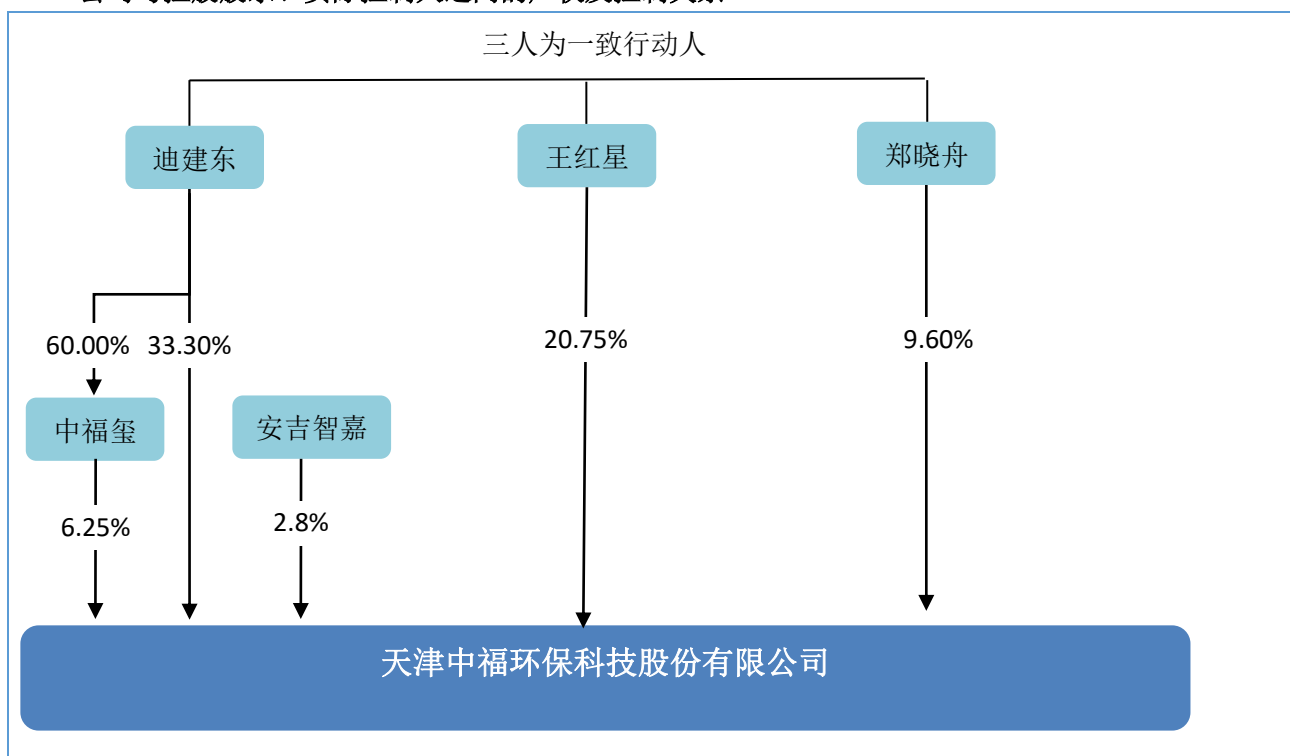 三人为一致行动人
迪建东
王红星
郑晓舟
60.00%
33.30%
20.75%
9.60%
中福玺
安吉智嘉
6.25%
2.8%
天津中福环保科技股份有限公司